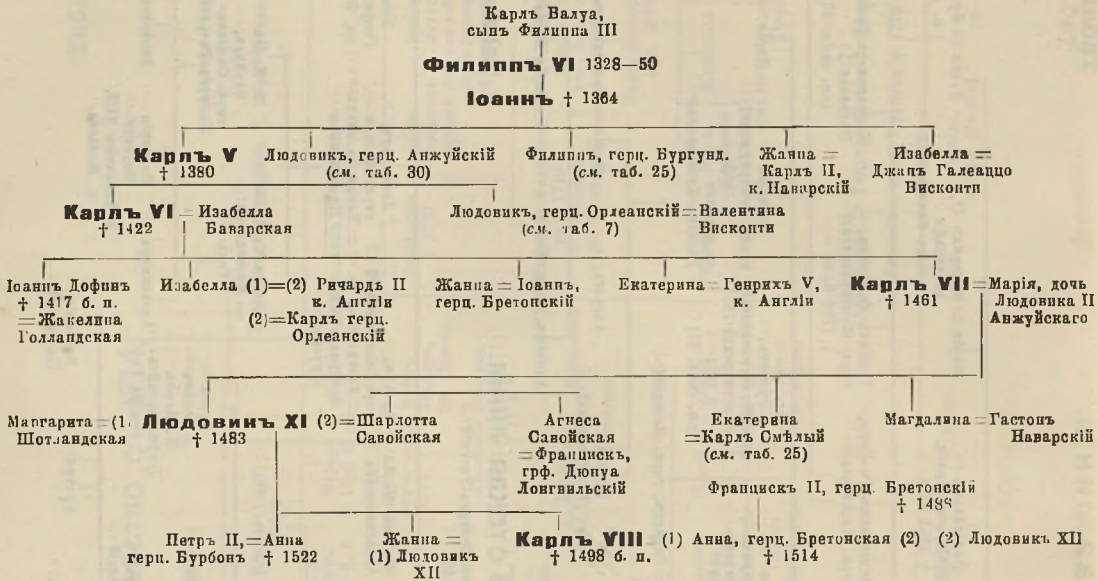 Карлъ Валуа,
сынъ Филиппа III
Филиппъ VI 1328—50
Іоаннъ † 1364
Карлъ V
† 1380
Людовикъ, герц. Анжуйскій
(см. таб. 30)
Филиппъ, герц. Бургунд.
(см. таб. 25)
Жанна =
Карлъ II,
к. Наварскій
Изабелла =
Джанъ Галеаццо
Висконти
Карлъ VI = Изабелла
† 1422 Баварская
Людовикъ, герц. Орлеанскій = Валентина
(см. таб. 7) Висконти
Іоаннъ Дофинъ
† 1417 б. п.
= Жакелина
Голландская
Изабелла (1)=(2) Ричардъ II
к. Англіи
(2)=Карлъ герц.
Орлеанскій
Жанна = Іоаннъ,
герц. Бретонскій
Екатерина = Генрихъ V,
к. Англіи
Карлъ VII = Марія, дочь
† 1461 Людовика II
Анжуйскаго
Маргарита = (1.
Шотландская
Людовикъ XI (2)=Шарлотта
† 1483 Савойская
Агнеса
Савойская
= Францискъ,
грф. Дюнуа
Лонгвильскій
Екатерина
=Карлъ Смѣлый
(см. таб. 25)
Магдалина = Гастонъ
Наварскій
Францискъ II, герц. Бретонскій
† 1488
Петръ II, = Анна
герц. Бурбонъ † 1522
Жанна =
(1) Людовикъ
XII
Карлъ VIII (1) Анна, герц. Бретонская (2) (2) Людовикъ XII
† 1498 б. п. † 1514